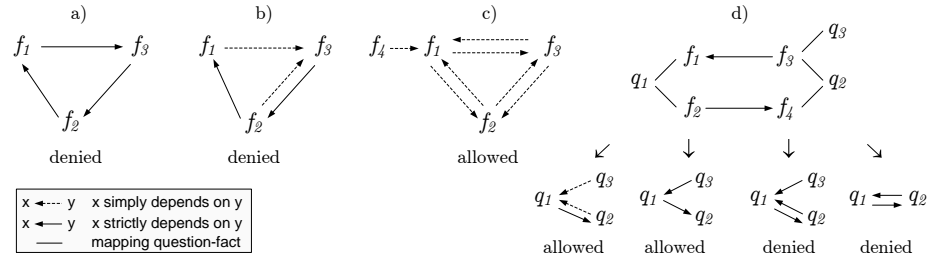 a)
b)
c)
d)
f1 f3
f2
denied
f1 f3
f2
denied
f4 f1 f3
f2
allowed
q3
f1 f3
q1 q2
f2 f4
q1 q3 q2
allowed
q1 q3 q2
allowed
q1 q3 q2
denied
q1 q2
denied
x y x simply depends on y
x y x strictly depends on y
mapping question-fact